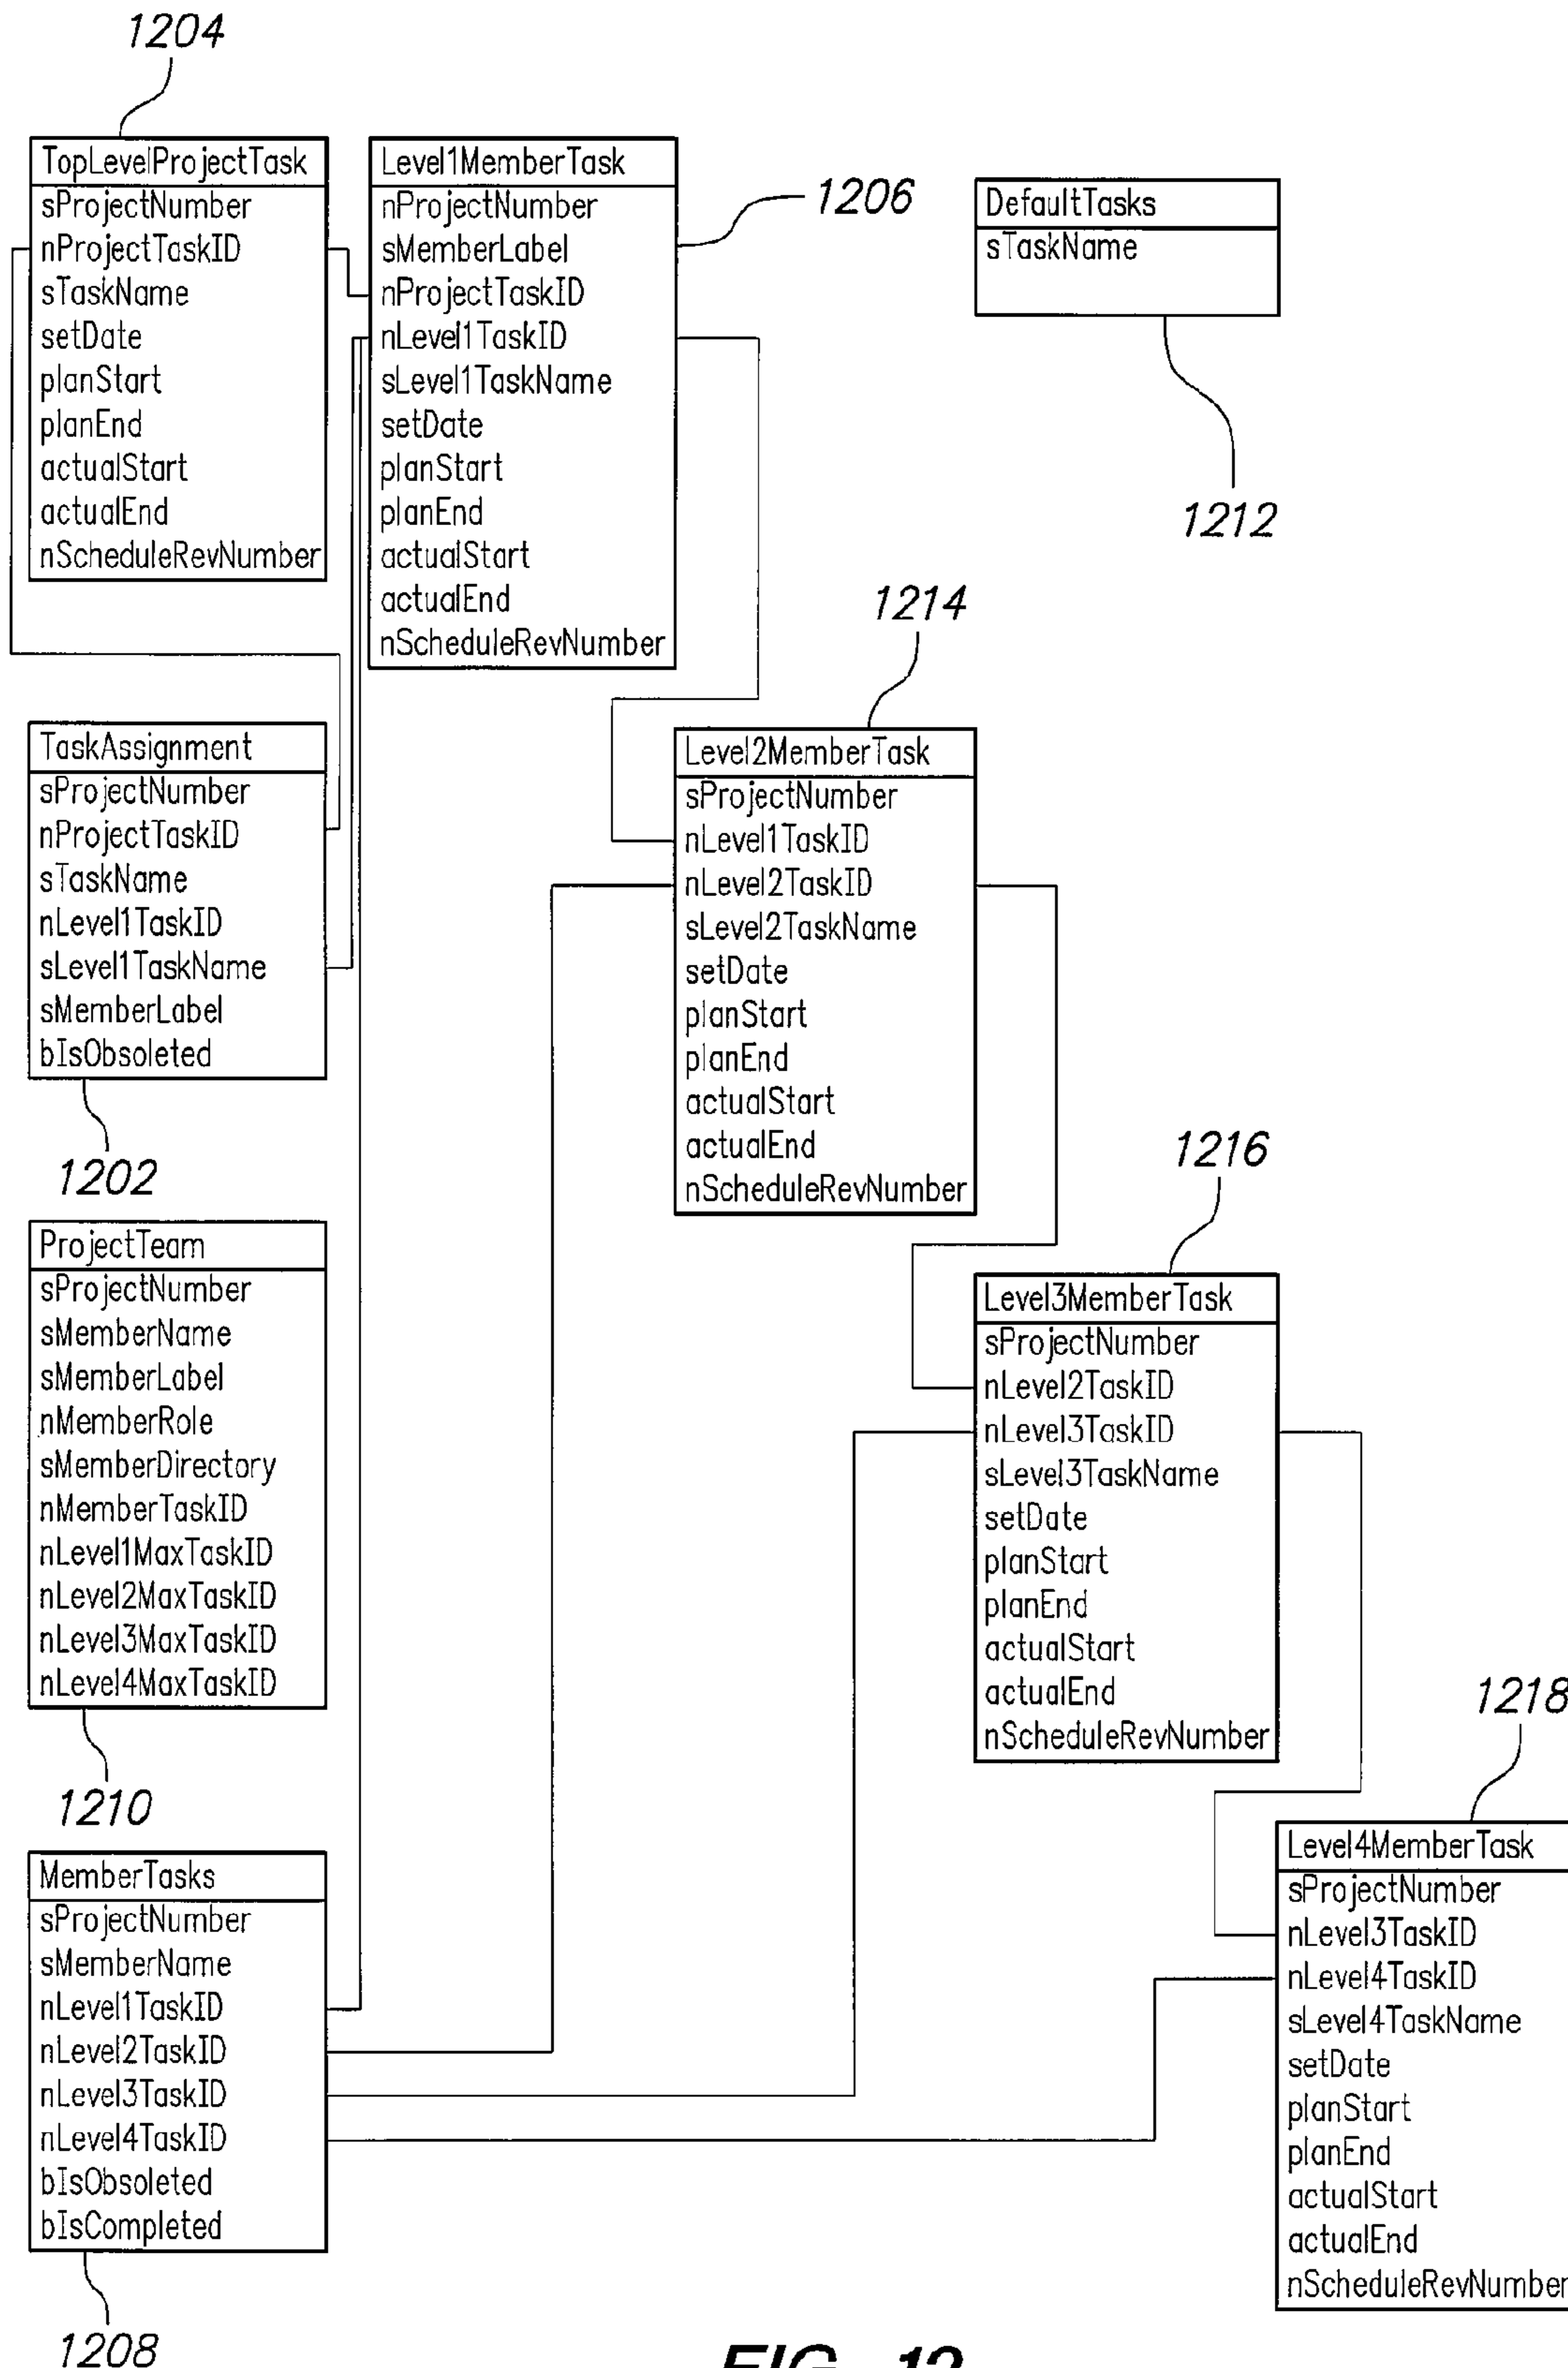 1204
TopLevelProjectTask
sProjectNumber
nProjectTaskID
sTaskName
setDate
planStart
planEnd
actualStart
actualEnd
nScheduleRevNumber
Level1MemberTask
nProjectNumber
sMemberLabel
nProjectTaskID
nLevel1TaskID
sLevel1TaskName
setDate
planStart
planEnd
actualStart
actualEnd
nScheduleRevNumber
1206
DefaultTasks
sTaskName
1212
1214
Level2MemberTask
sProjectNumber
nLevel1TaskID
nLevel2TaskID
sLevel2TaskName
setDate
planStart
planEnd
actualStart
actualEnd
nScheduleRevNumber
TaskAssignment
sProjectNumber
nProjectTaskID
sTaskName
nLevel1TaskID
sLevel1TaskName
sMemberLabel
bIsObsoleted
1202
1216
Level3MemberTask
sProjectNumber
nLevel2TaskID
nLevel3TaskID
sLevel3TaskName
setDate
planStart
planEnd
actualStart
actualEnd
nScheduleRevNumber
ProjectTeam
sProjectNumber
sMemberName
sMemberLabel
nMemberRole
sMemberDirectory
nMemberTaskID
nLevel1MaxTaskID
nLevel2MaxTaskID
nLevel3MaxTaskID
nLevel4MaxTaskID
1210
1218
Level4MemberTask
sProjectNumber
nLevel3TaskID
nLevel4TaskID
sLevel4TaskName
setDate
planStart
planEnd
actualStart
actualEnd
nScheduleRevNumber
MemberTasks
sProjectNumber
sMemberName
nLevel1TaskID
nLevel2TaskID
nLevel3TaskID
nLevel4TaskID
bIsObsoleted
bIsCompleted
1208
FIG. 12